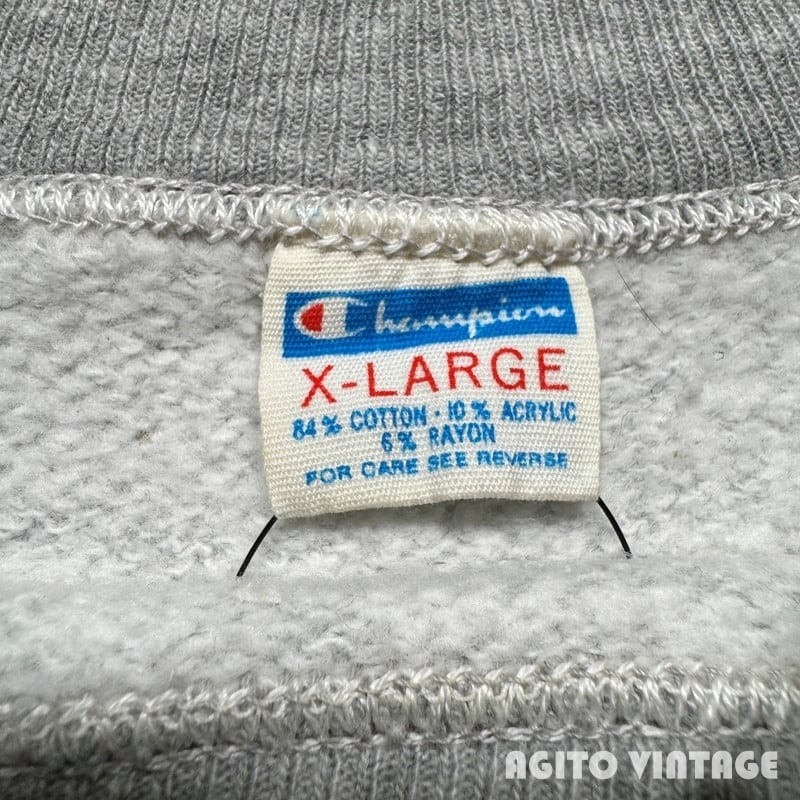 Champion
X-LARGE
84% COTTON · 10% ACRYLIC
6% RAYON
FOR CARE SEE REVERSE
AGITO VINTAGE